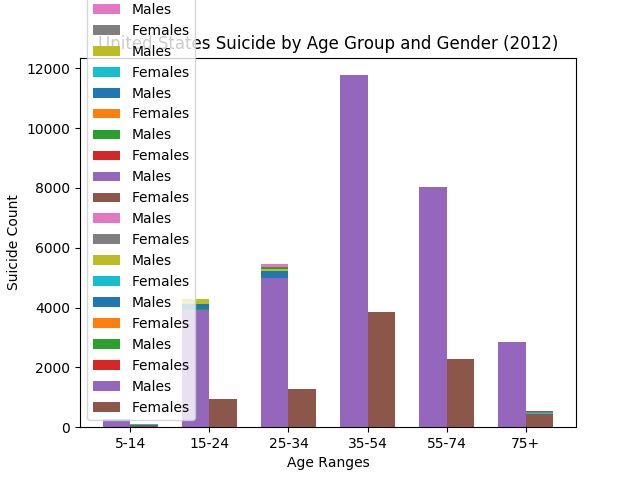 Males
Females
United States Suicide by Age Group and Gender (2012)
Males
Females
Males
Females
Males
Females
Males
Females
Males
Females
Males
Females
Males
Females
Males
Females
Males
Females
12000
10000
8000
6000
4000
2000
0
Suicide Count
5-14
15-24
25-34
35-54
55-74
75+
Age Ranges